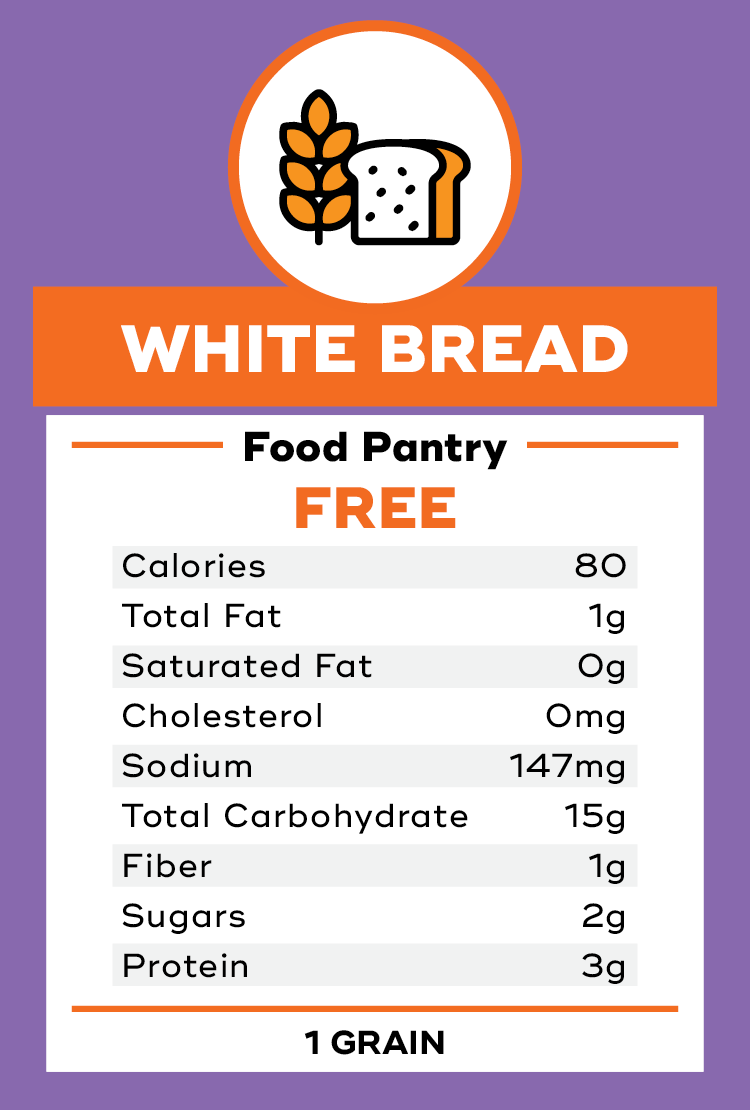 WHITE BREAD
Food Pantry
FREE
Calories 80
Total Fat 1g
Saturated Fat 0g
Cholesterol 0mg
Sodium 147mg
Total Carbohydrate 15g
Fiber 1g
Sugars 2g
Protein 3g
1 GRAIN